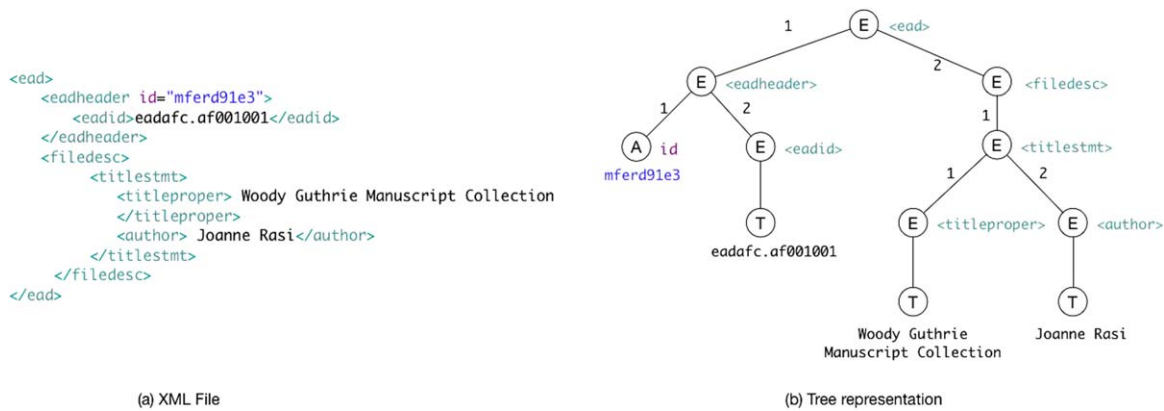 <ead>
<eadheader id="mferd91e3">
<eadid>eadafc.af001001</eadid>
</eadheader>
<filedesc>
<titlestmt>
<titleproper> Woody Guthrie Manuscript Collection
</titleproper>
<author> Joanne Rasi</author>
</titlestmt>
</filedesc>
</ead>
(a) XML File
1
E <ead>
2
E <eadheader>
E <filedesc>
1
2
1
A id
mferd91e3
E <eadid>
E <titlestmt>
1
2
T
eadafc.af001001
E <titleproper>
E <author>
T
Woody Guthrie
Manuscript Collection
T
Joanne Rasi
(b) Tree representation